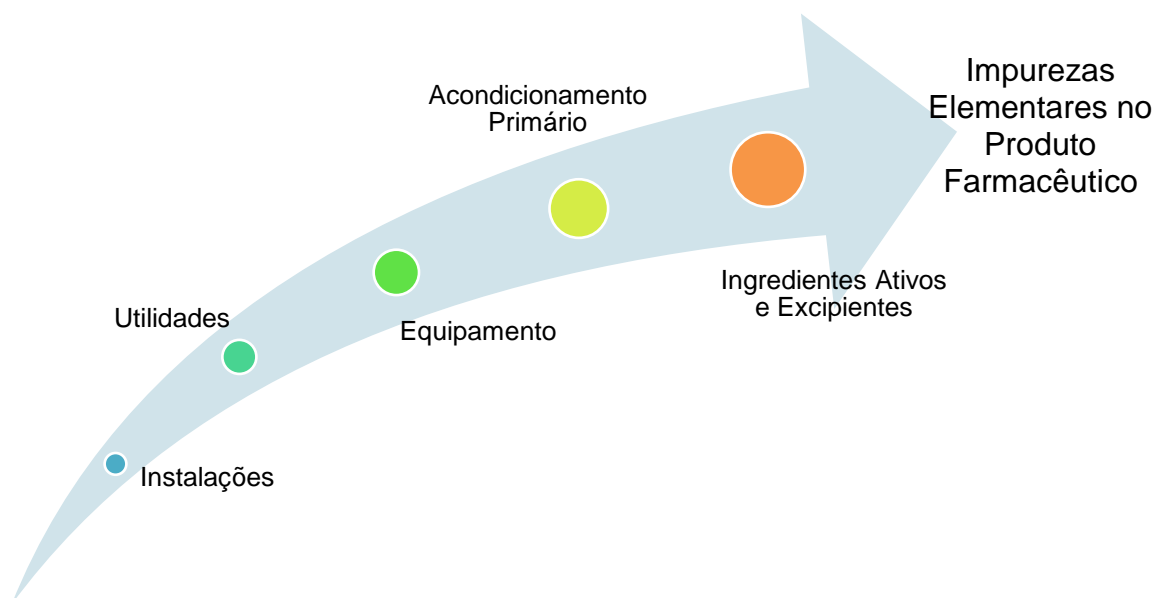 Impurezas
Elementares no
Produto
Farmacêutico
Acondicionamento
Primário
Ingredientes Ativos
e Excipientes
Utilidades
Equipamento
Instalações